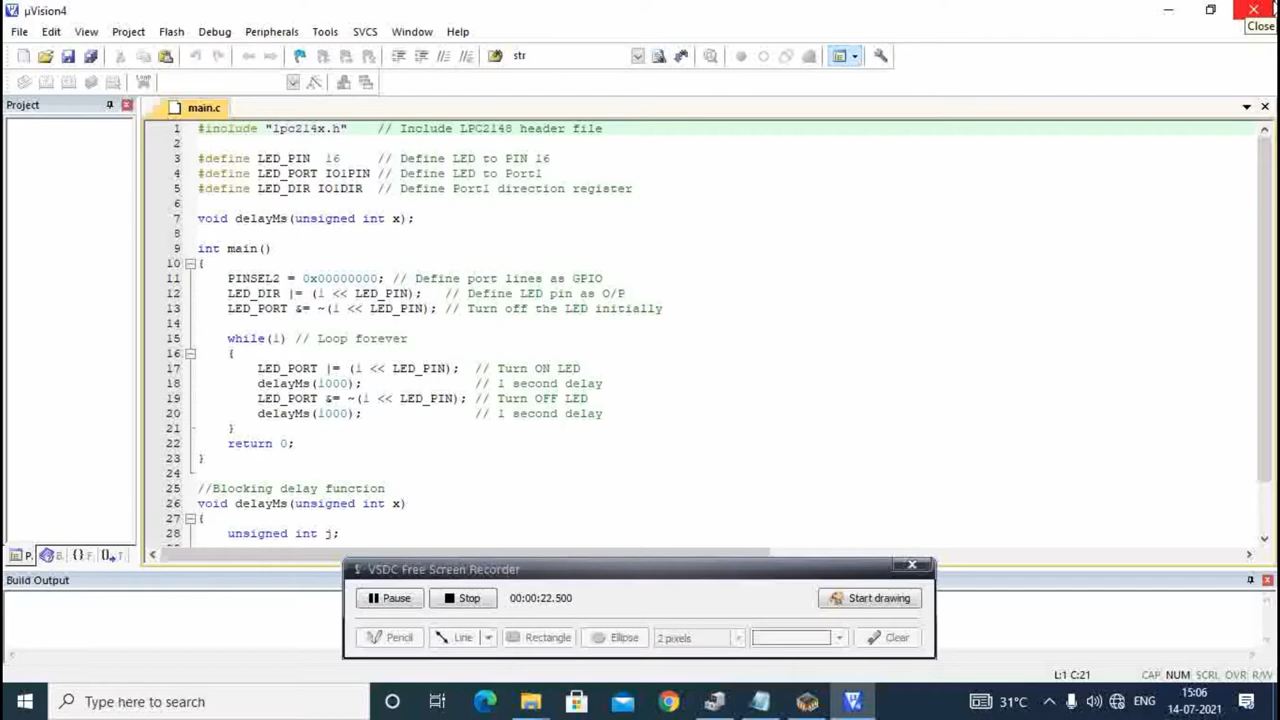 µVision4
Close
File Edit View Project Flash Debug Peripherals Tools SVCS Window Help
str
Project
main.c
1 #include "lpc214x.h" // Include LPC2148 header file
2
3 #define LED_PIN 16 // Define LED to PIN 16
4 #define LED_PORT IO1PIN // Define LED to Port1
5 #define LED_DIR IO1DIR // Define Port1 direction register
6
7 void delayMs(unsigned int x);
8
9 int main()
10 {
11 PINSEL2 = 0x00000000; // Define port lines as GPIO
12 LED_DIR |= (1 << LED_PIN); // Define LED pin as O/P
13 LED_PORT &= ~(1 << LED_PIN); // Turn off the LED initially
14
15 while(1) // Loop forever
16 {
17 LED_PORT |= (1 << LED_PIN); // Turn ON LED
18 delayMs(1000); // 1 second delay
19 LED_PORT &= ~(1 << LED_PIN); // Turn OFF LED
20 delayMs(1000); // 1 second delay
21 }
22 return 0;
23 }
24
25 //Blocking delay function
26 void delayMs(unsigned int x)
27 {
28 unsigned int j;
P. B. {} F. 0.. T.
Build Output
VSDC Free Screen Recorder
Pause Stop 00:00:22.500 Start drawing
Pencil Line Rectangle Ellipse 2 pixels Clear
L:1 C:21 CAP NUM SCRL OVR R/W
Type here to search
31°C ENG 15:06
14-07-2021